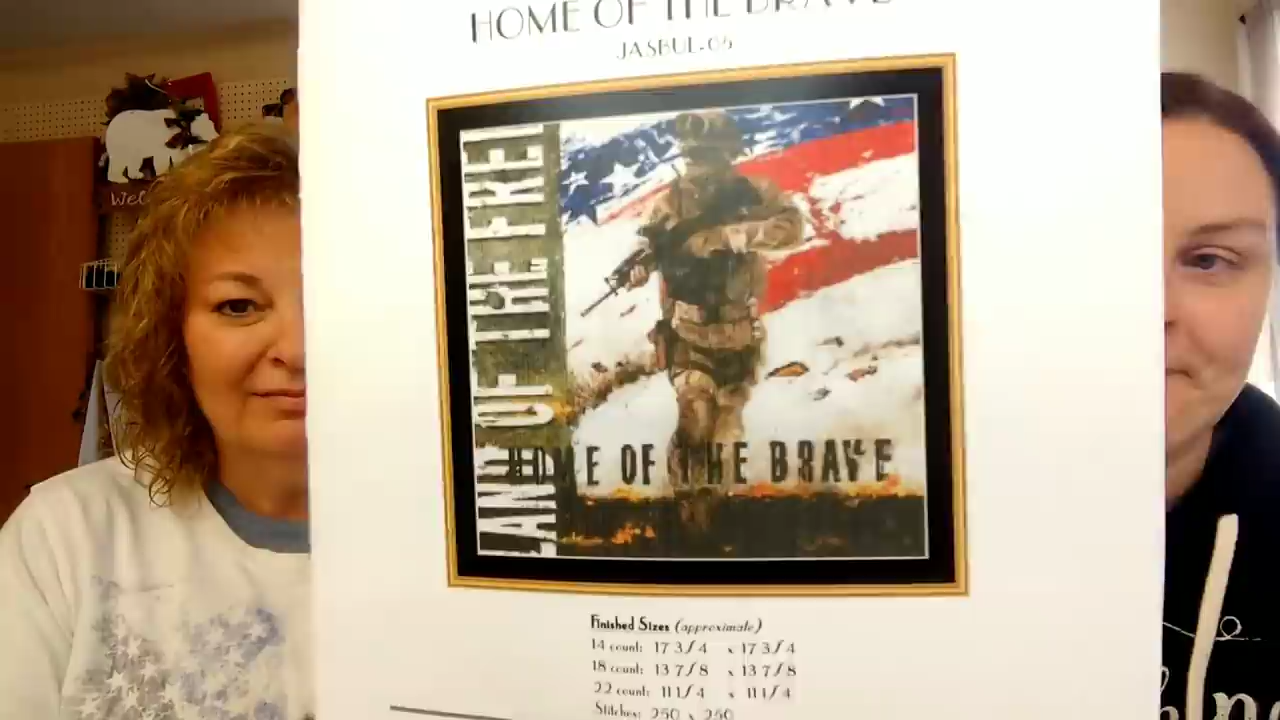 HOME OF THE BRAVE
JASBUL-05
LAND OF THE FREE
HOME OF THE BRAVE
Finished Sizes (approximate)
14 count: 17 3/4 x 17 3/4
18 count: 13 7/8 x 13 7/8
22 count: 11 1/4 x 11 1/4
Stitches: 250 x 250